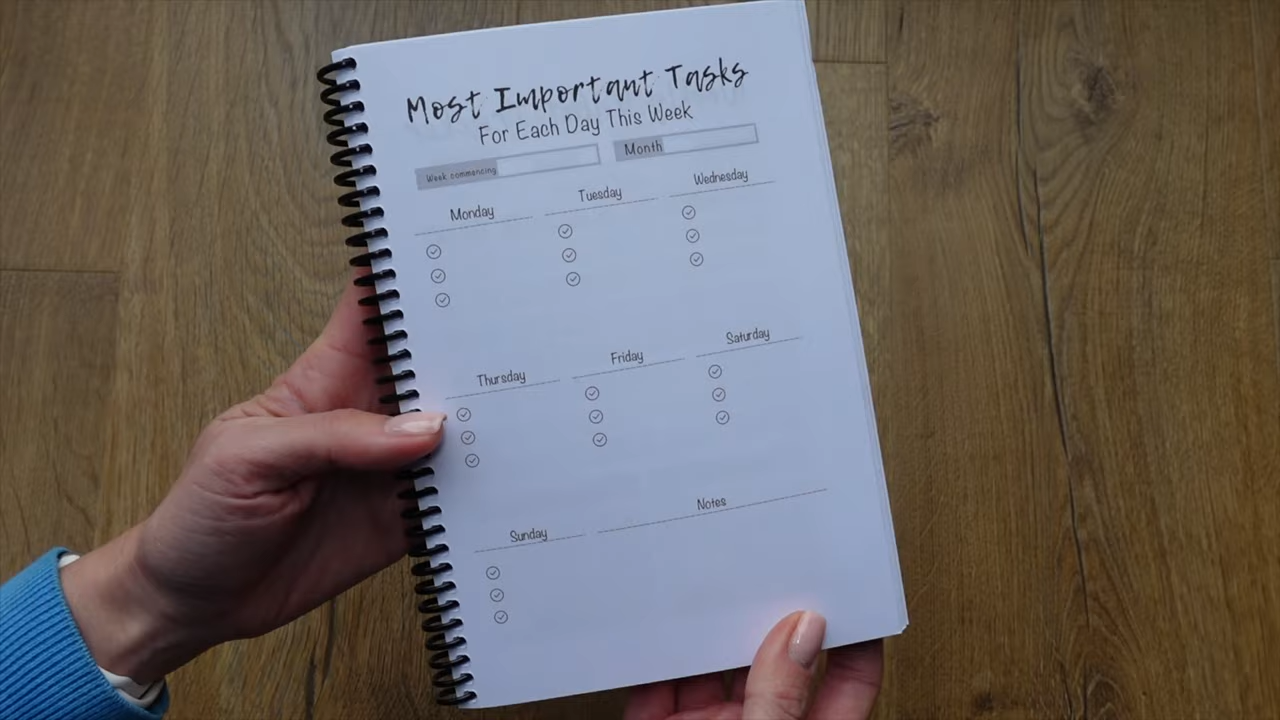 Most Important Tasks
For Each Day This Week
Week commencing
Month
Monday
Tuesday
Wednesday
Thursday
Friday
Saturday
Sunday
Notes